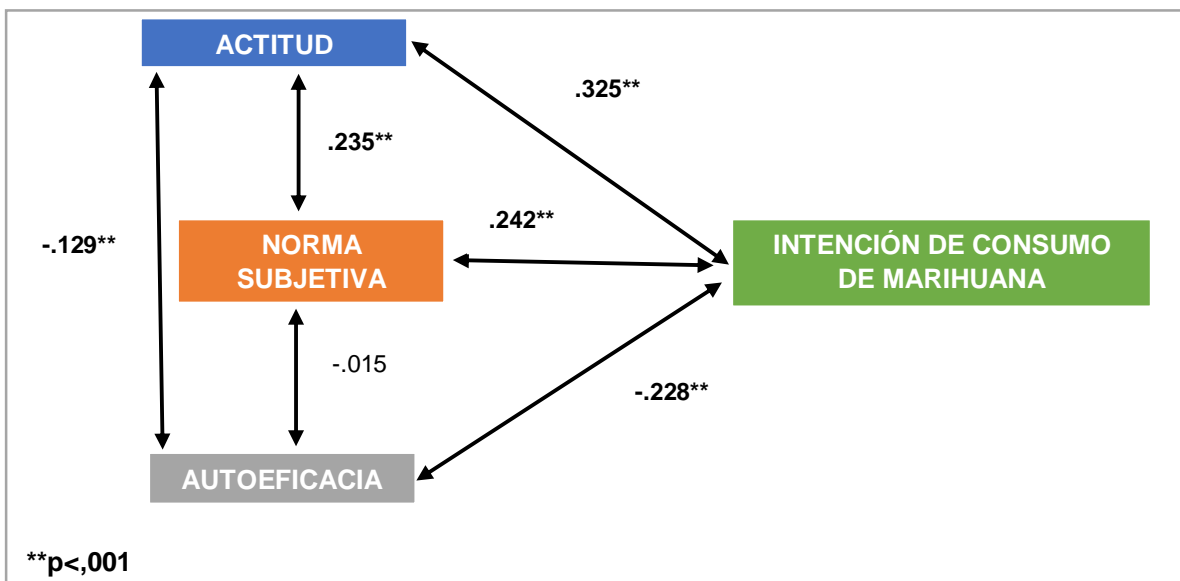 ACTITUD
.325**
.235**
.242**
-.129**
NORMA
SUBJETIVA
INTENCIÓN DE CONSUMO
DE MARIHUANA
-.015
-.228**
AUTOEFICACIA
**p<,001